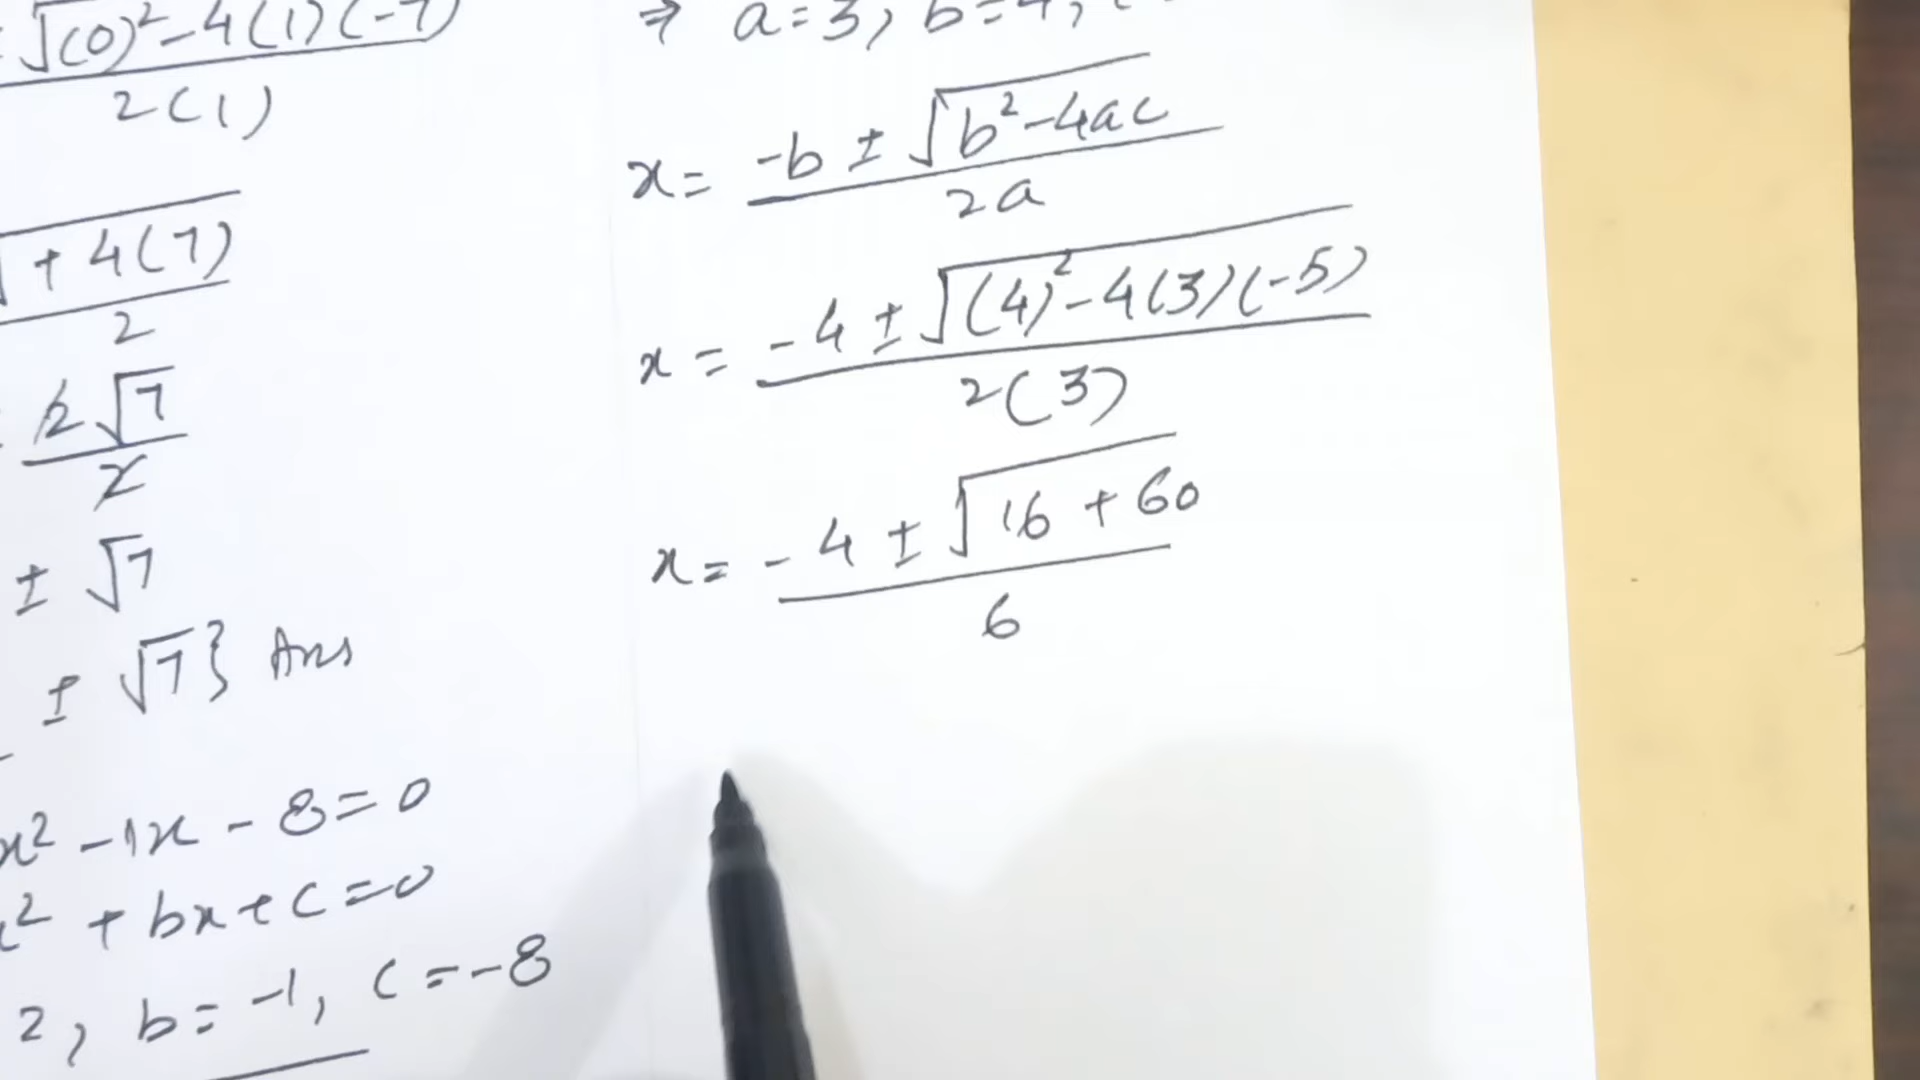 √(0)²-4(1)(-7)
2(1)
√+4(7)
2
2√7
2
± √7
± √7} Ans
x² -1x - 8=0
x² + bx + c=0
2, b= -1, c=-8
⇒ a=3, b=4,
x= -b ± √b²-4ac
2a
x = -4 ± √(4)²-4(3)(-5)
2(3)
x= -4 ± √16 + 60
6